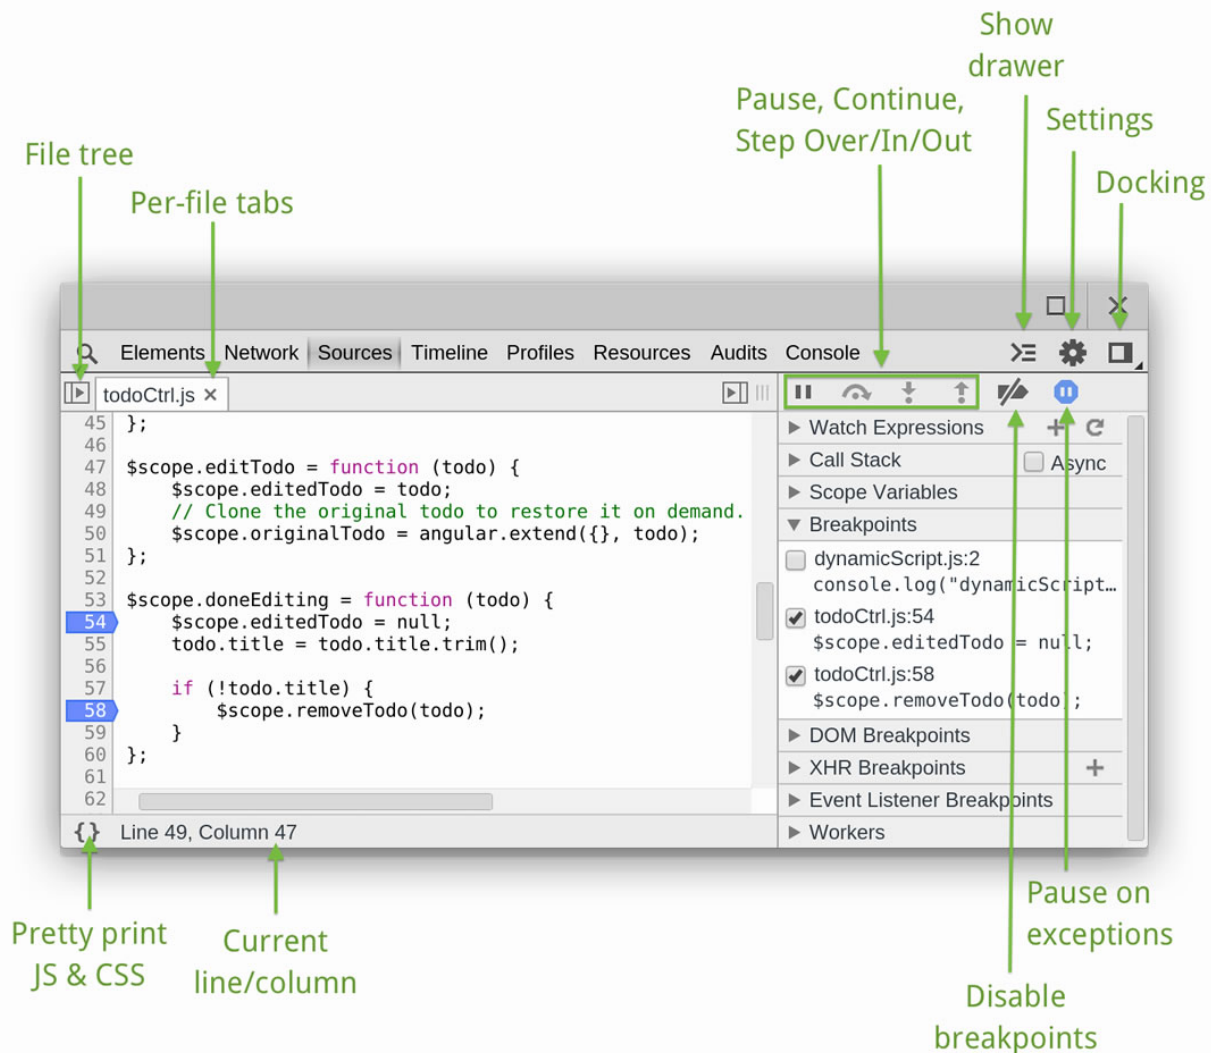 Show
drawer
Pause, Continue,
Step Over/In/Out
Settings
File tree
Docking
Per-file tabs
Elements Network Sources Timeline Profiles Resources Audits Console
todoCtrl.js ×
45 };
46
47 $scope.editTodo = function (todo) {
48 $scope.editedTodo = todo;
49 // Clone the original todo to restore it on demand.
50 $scope.originalTodo = angular.extend({}, todo);
51 };
52
53 $scope.doneEditing = function (todo) {
54 $scope.editedTodo = null;
55 todo.title = todo.title.trim();
56
57 if (!todo.title) {
58 $scope.removeTodo(todo);
59 }
60 };
61
62
{} Line 49, Column 47
Watch Expressions +
Call Stack Async
Scope Variables
Breakpoints
dynamicScript.js:2
console.log("dynamicScript…
todoCtrl.js:54
$scope.editedTodo = null;
todoCtrl.js:58
$scope.removeTodo(todo);
DOM Breakpoints
XHR Breakpoints +
Event Listener Breakpoints
Workers
Pretty print
JS & CSS
Current
line/column
Pause on
exceptions
Disable
breakpoints